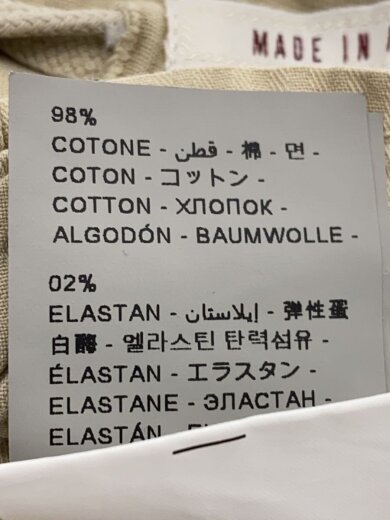 MADE IN
98%
COTONE - قطن - 棉 - 면 -
COTON - コットン -
COTTON - ХЛОПОК -
ALGODÓN - BAUMWOLLE -
02%
ELASTAN - إيلاستان - 弹性蛋
白酶 - 엘라스틴 탄력섬유 -
ÉLASTAN - エラスタン -
ELASTANE - ЭЛАСТАН -
ELASTÁN -